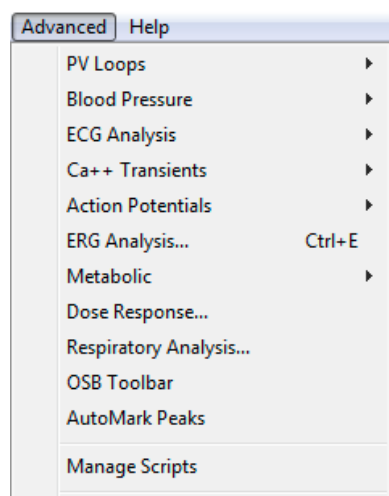 Advanced Help
PV Loops
Blood Pressure
ECG Analysis
Ca++ Transients
Action Potentials
ERG Analysis... Ctrl+E
Metabolic
Dose Response...
Respiratory Analysis...
OSB Toolbar
AutoMark Peaks
Manage Scripts